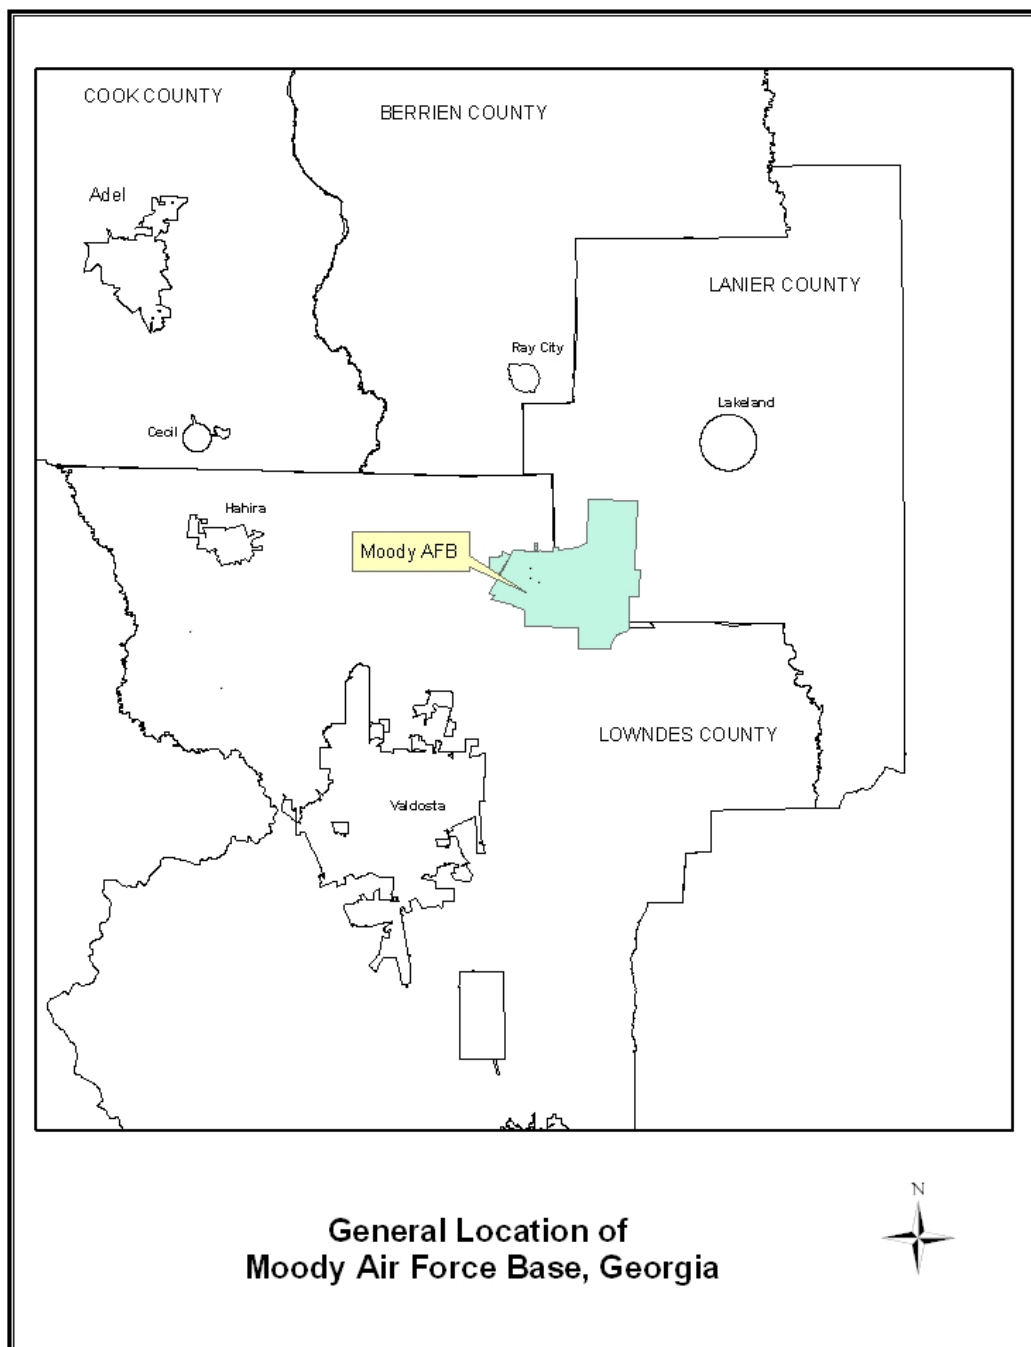 COOK COUNTY
BERRIEN COUNTY
Adel
LANIER COUNTY
Ray City
Lakeland
Cecil
Hahira
Moody AFB
LOWNDES COUNTY
Valdosta
N
General Location of
Moody Air Force Base, Georgia